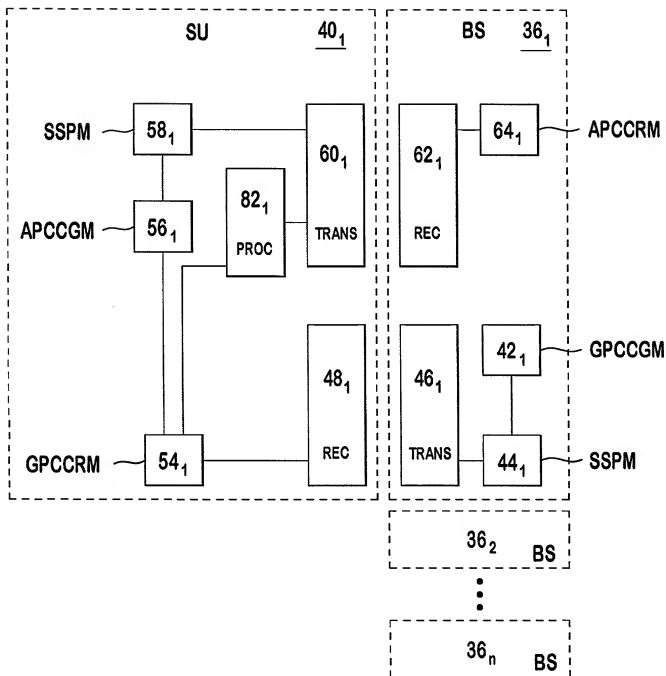 SU 40₁
BS 36₁
SSPM 58₁
60₁
TRANS
62₁
REC
64₁ APCCRM
APCCGM 56₁
82₁
PROC
42₁ GPCCGM
48₁
REC
46₁
TRANS
GPCCRM 54₁
44₁ SSPM
36₂ BS
36ₙ BS